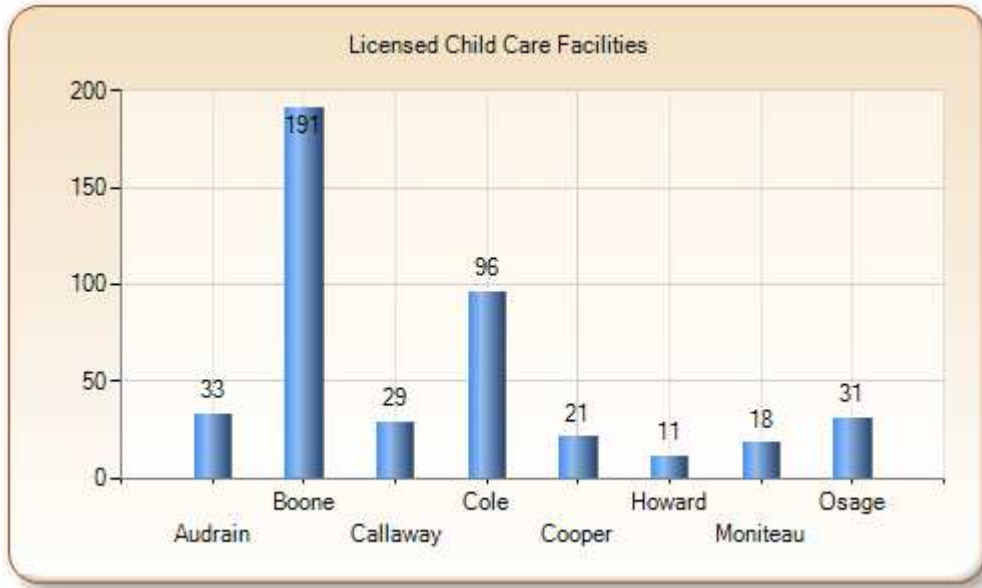 Licensed Child Care Facilities
200
191
150
100
96
50
33
29
21
11
18
31
0
Boone
Cole
Howard
Osage
Audrain
Callaway
Cooper
Moniteau